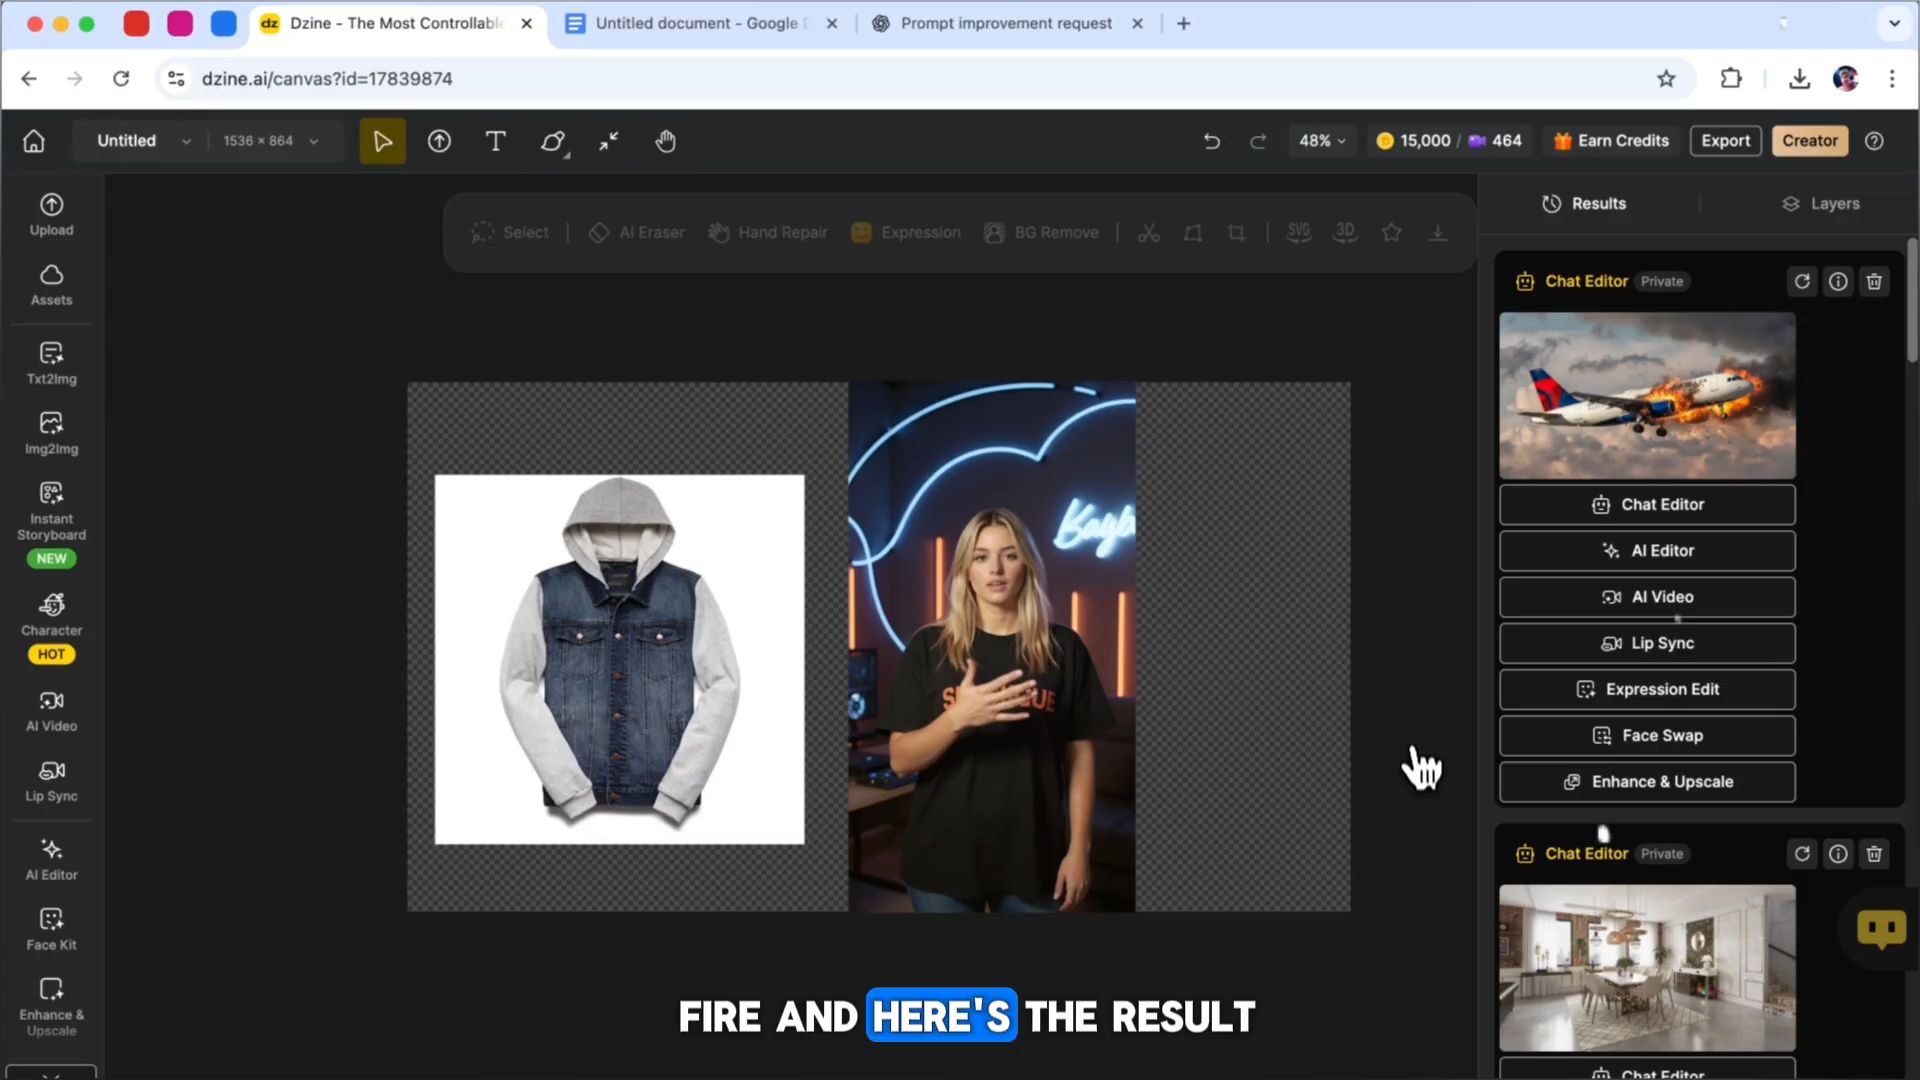 Dzine - The Most Controllable
Untitled document - Google D
Prompt improvement request
dzine.ai/canvas?id=17839874
Untitled
1536 × 864
48%
15,000 / 464
Earn Credits
Export
Creator
Upload
Assets
Txt2Img
Img2Img
Instant
Storyboard
NEW
Character
HOT
AI Video
Lip Sync
AI Editor
Face Kit
Enhance &
Upscale
Select
AI Eraser
Hand Repair
Expression
BG Remove
SVG
3D
Results
Layers
Chat Editor Private
Chat Editor
AI Editor
AI Video
Lip Sync
Expression Edit
Face Swap
Enhance & Upscale
Chat Editor Private
Chat Editor
FIRE AND HERE'S THE RESULT